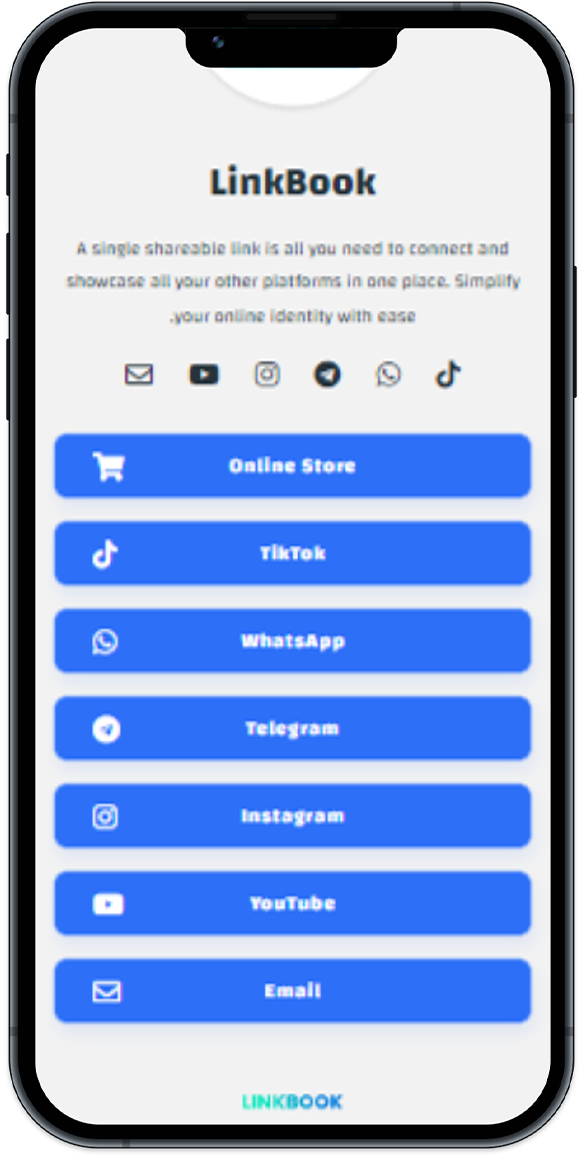 LinkBook
A single shareable link is all you need to connect and
showcase all your other platforms in one place. Simplify
.your online identity with ease
Online Store
TikTok
WhatsApp
Telegram
Instagram
YouTube
Email
LINKBOOK